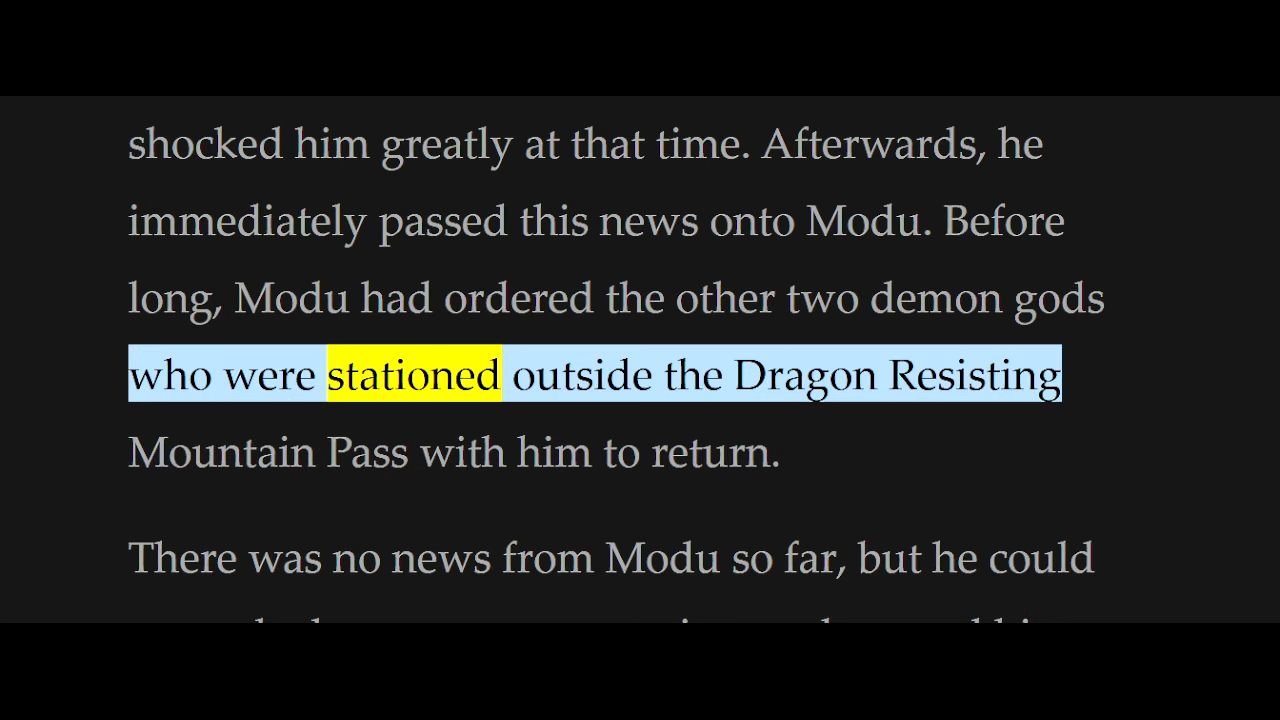 shocked him greatly at that time. Afterwards, he
immediately passed this news onto Modu. Before
long, Modu had ordered the other two demon gods
who were stationed outside the Dragon Resisting
Mountain Pass with him to return.
There was no news from Modu so far, but he could